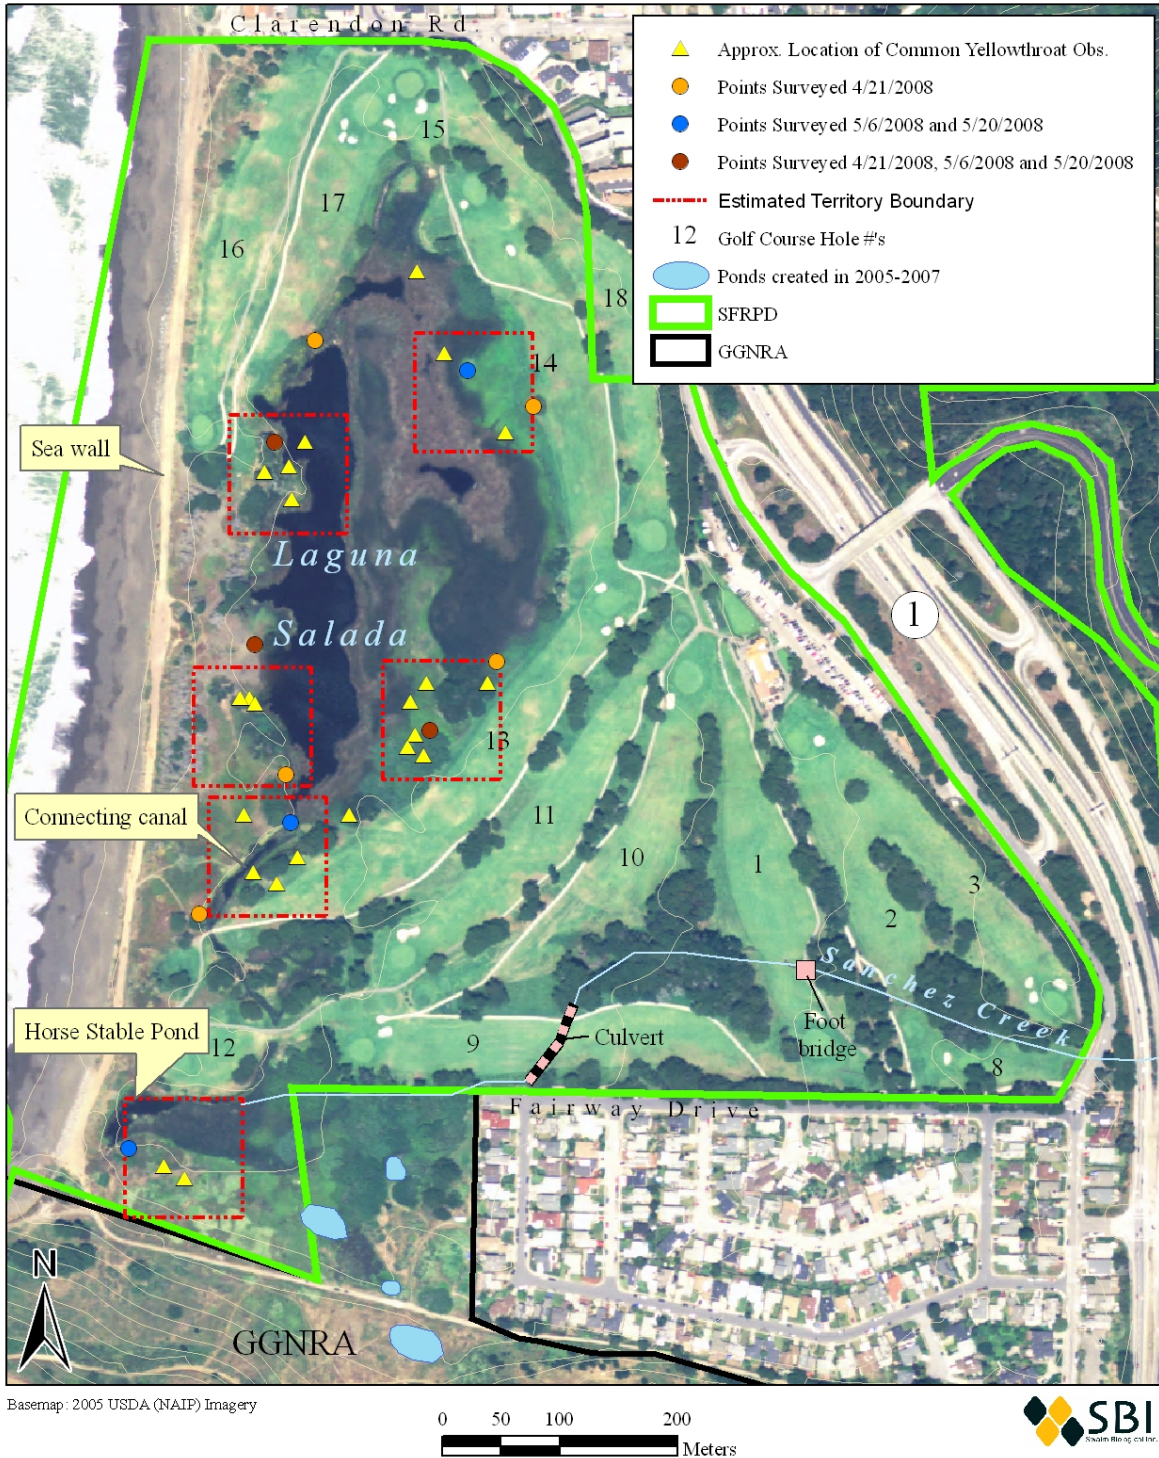 Clarendon Rd.
Approx. Location of Common Yellowthroat Obs.
Points Surveyed 4/21/2008
Points Surveyed 5/6/2008 and 5/20/2008
Points Surveyed 4/21/2008, 5/6/2008 and 5/20/2008
Estimated Territory Boundary
12 Golf Course Hole #'s
Ponds created in 2005-2007
SFRPD
GGNRA
15
17
16
18
14
Sea wall
Laguna
Salada
1
13
Connecting canal
11
10
1
3
2
Sanchez Creek
Horse Stable Pond
12
9
Culvert
Foot
bridge
8
Fairway Drive
N
GGNRA
Basemap: 2005 USDA (NAIP) Imagery
0 50 100 200
Meters
SBI
Swaim Biological Inc.